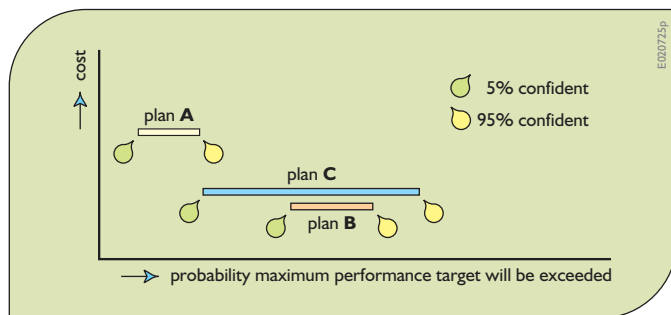 E020725p
cost
5% confident
95% confident
plan A
plan C
plan B
probability maximum performance target will be exceeded